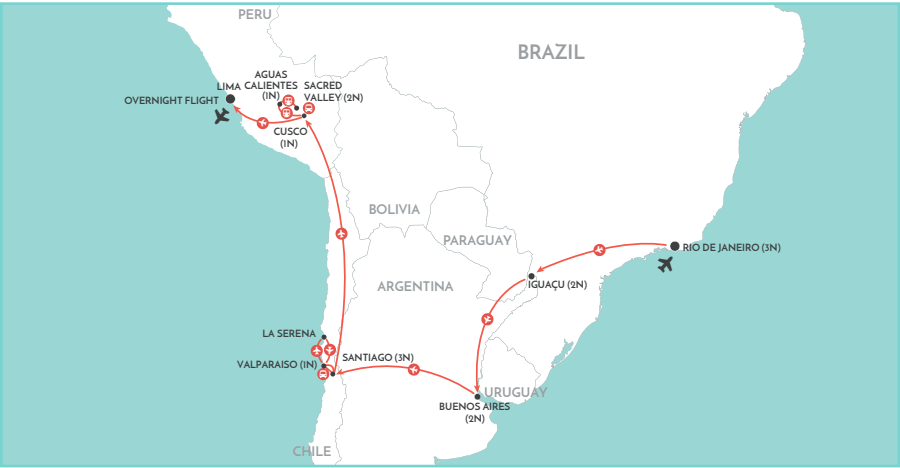 PERU
BRAZIL
AGUAS
CALIENTES
(1N)
LIMA
SACRED
VALLEY (2N)
OVERNIGHT FLIGHT
CUSCO
(1N)
BOLIVIA
PARAGUAY
RIO DE JANEIRO (3N)
ARGENTINA
IGUAÇU (2N)
LA SERENA
SANTIAGO (3N)
VALPARAISO (1N)
URUGUAY
BUENOS AIRES
(2N)
CHILE